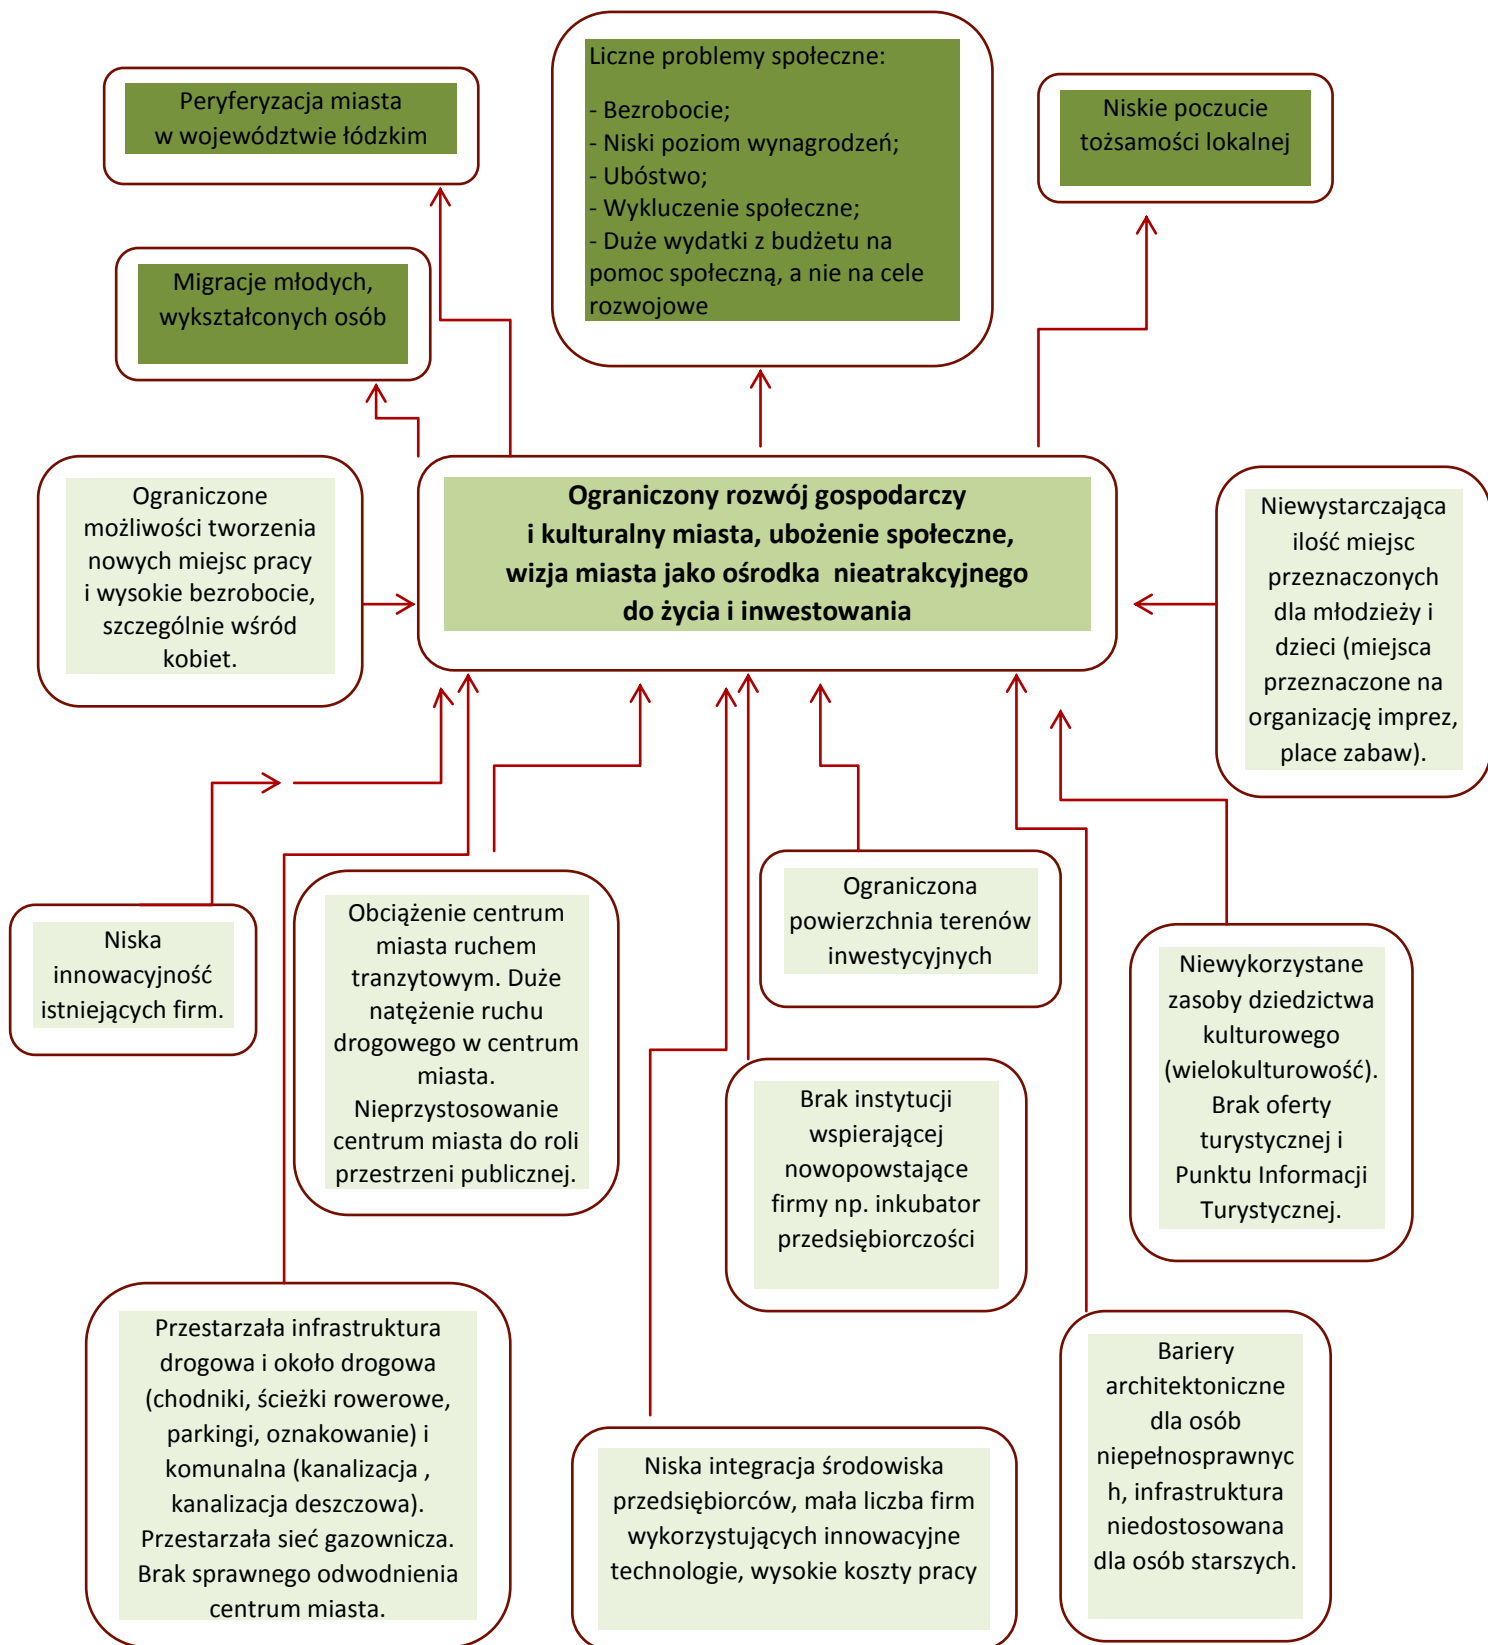 Peryferyzacja miasta
w województwie łódzkim
Liczne problemy społeczne:
- Bezrobocie;
- Niski poziom wynagrodzeń;
- Ubóstwo;
- Wykluczenie społeczne;
- Duże wydatki z budżetu na
pomoc społeczną, a nie na cele
rozwojowe
Niskie poczucie
tożsamości lokalnej
Migracje młodych,
wykształconych osób
Ograniczone
możliwości tworzenia
nowych miejsc pracy
i wysokie bezrobocie,
szczególnie wśród
kobiet.
Ograniczony rozwój gospodarczy
i kulturalny miasta, ubożenie społeczne,
wizja miasta jako ośrodka nieatrakcyjnego
do życia i inwestowania
Niewystarczająca
ilość miejsc
przeznaczonych
dla młodzieży i
dzieci (miejsca
przeznaczone na
organizację imprez,
place zabaw).
Niska
innowacyjność
istniejących firm.
Obciążenie centrum
miasta ruchem
tranzytowym. Duże
natężenie ruchu
drogowego w centrum
miasta.
Nieprzystosowanie
centrum miasta do roli
przestrzeni publicznej.
Ograniczona
powierzchnia terenów
inwestycyjnych
Niewykorzystane
zasoby dziedzictwa
kulturowego
(wielokulturowość).
Brak oferty
turystycznej i
Punktu Informacji
Turystycznej.
Brak instytucji
wspierającej
nowopowstające
firmy np. inkubator
przedsiębiorczości
Przestarzała infrastruktura
drogowa i około drogowa
(chodniki, ścieżki rowerowe,
parkingi, oznakowanie) i
komunalna (kanalizacja ,
kanalizacja deszczowa).
Przestarzała sieć gazownicza.
Brak sprawnego odwodnienia
centrum miasta.
Niska integracja środowiska
przedsiębiorców, mała liczba firm
wykorzystujących innowacyjne
technologie, wysokie koszty pracy
Bariery
architektoniczne
dla osób
niepełnosprawnyc
h, infrastruktura
niedostosowana
dla osób starszych.